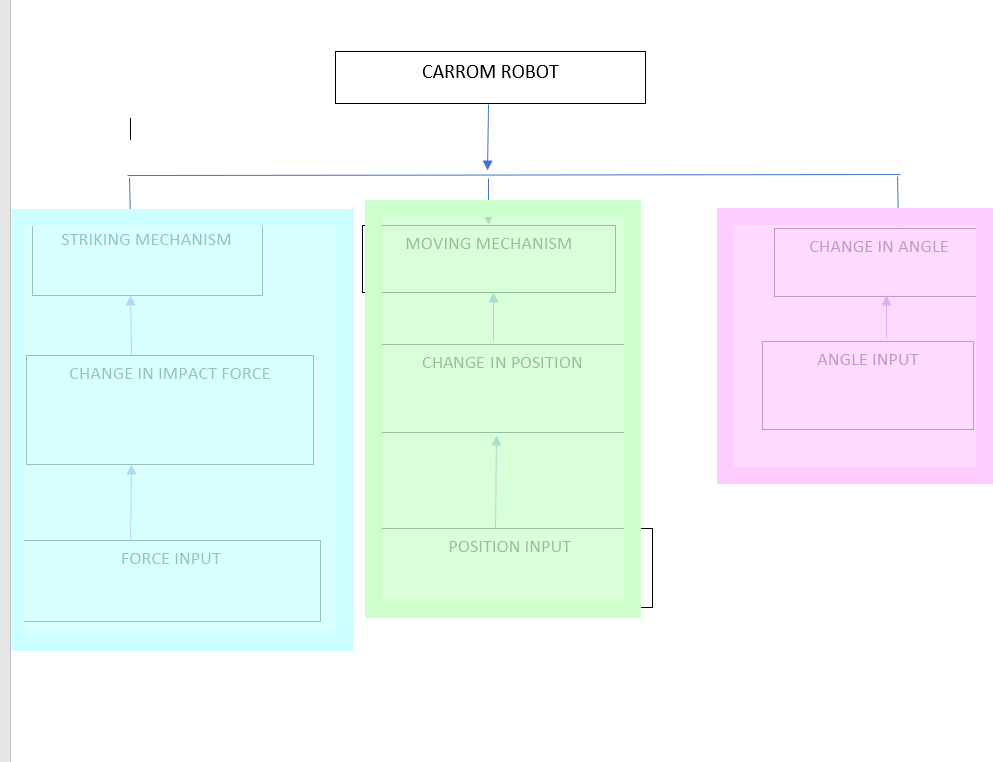 CARROM ROBOT
STRIKING MECHANISM
MOVING MECHANISM
CHANGE IN ANGLE
CHANGE IN IMPACT FORCE
CHANGE IN POSITION
ANGLE INPUT
FORCE INPUT
POSITION INPUT